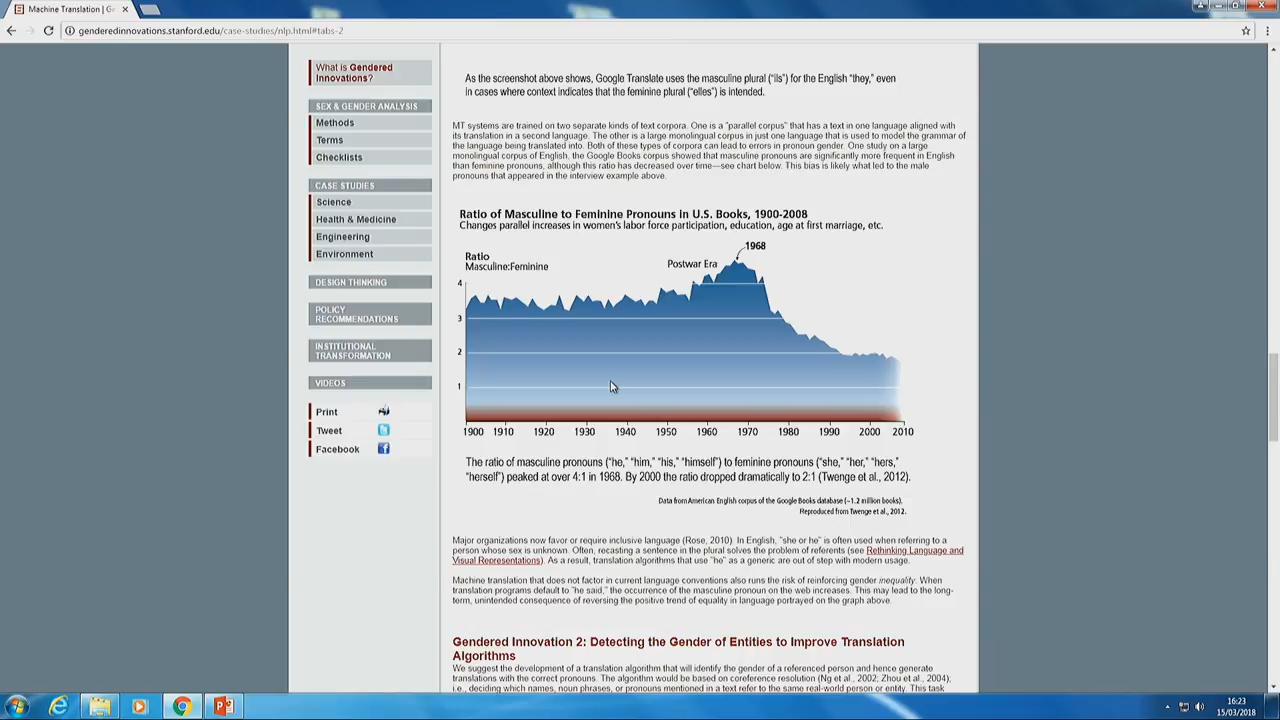 Machine Translation | Ge
genderedinnovations.stanford.edu/case-studies/nlp.html#tabs-2
What is Gendered
Innovations?
SEX & GENDER ANALYSIS
Methods
Terms
Checklists
CASE STUDIES
Science
Health & Medicine
Engineering
Environment
DESIGN THINKING
POLICY
RECOMMENDATIONS
INSTITUTIONAL
TRANSFORMATION
VIDEOS
Print
Tweet
Facebook
As the screenshot above shows, Google Translate uses the masculine plural (“ils”) for the English “they,” even
in cases where context indicates that the feminine plural (“elles”) is intended.
MT systems are trained on two separate kinds of text corpora. One is a "parallel corpus" that has a text in one language aligned with
its translation in a second language. The other is a large monolingual corpus in just one language that is used to model the grammar of
the language being translated into. Both of these types of corpora can lead to errors in pronoun gender. One study on a large
monolingual corpus of English, the Google Books corpus showed that masculine pronouns are significantly more frequent in English
than feminine pronouns, although this ratio has decreased over time—see chart below. This bias is likely what led to the male
pronouns that appeared in the interview example above.
Ratio of Masculine to Feminine Pronouns in U.S. Books, 1900-2008
Changes parallel increases in women’s labor force participation, education, age at first marriage, etc.
Ratio
Masculine:Feminine
Postwar Era
1968
4
3
2
1
1900 1910 1920 1930 1940 1950 1960 1970 1980 1990 2000 2010
The ratio of masculine pronouns (“he,” “him,” “his,” “himself”) to feminine pronouns (“she,” “her,” “hers,”
“herself”) peaked at over 4:1 in 1968. By 2000 the ratio dropped dramatically to 2:1 (Twenge et al., 2012).
Data from American English corpus of the Google Books database (~1.2 million books).
Reproduced from Twenge et al., 2012.
Major organizations now favor or require inclusive language (Rose, 2010). In English, "she or he" is often used when referring to a
person whose sex is unknown. Often, recasting a sentence in the plural solves the problem of referents (see Rethinking Language and
Visual Representations). As a result, translation algorithms that use "he" as a generic are out of step with modern usage.
Machine translation that does not factor in current language conventions also runs the risk of reinforcing gender inequality. When
translation programs default to "he said," the occurrence of the masculine pronoun on the web increases. This may lead to the long-
term, unintended consequence of reversing the positive trend of equality in language portrayed on the graph above.
Gendered Innovation 2: Detecting the Gender of Entities to Improve Translation
Algorithms
We suggest the development of a translation algorithm that will identify the gender of a referenced person and hence generate
translations with the correct pronouns. The algorithm would be based on coreference resolution (Ng et al., 2002; Zhou et al., 2004);
i.e., deciding which names, noun phrases, or pronouns mentioned in a text refer to the same real-world person or entity. This task
16:23
15/03/2018